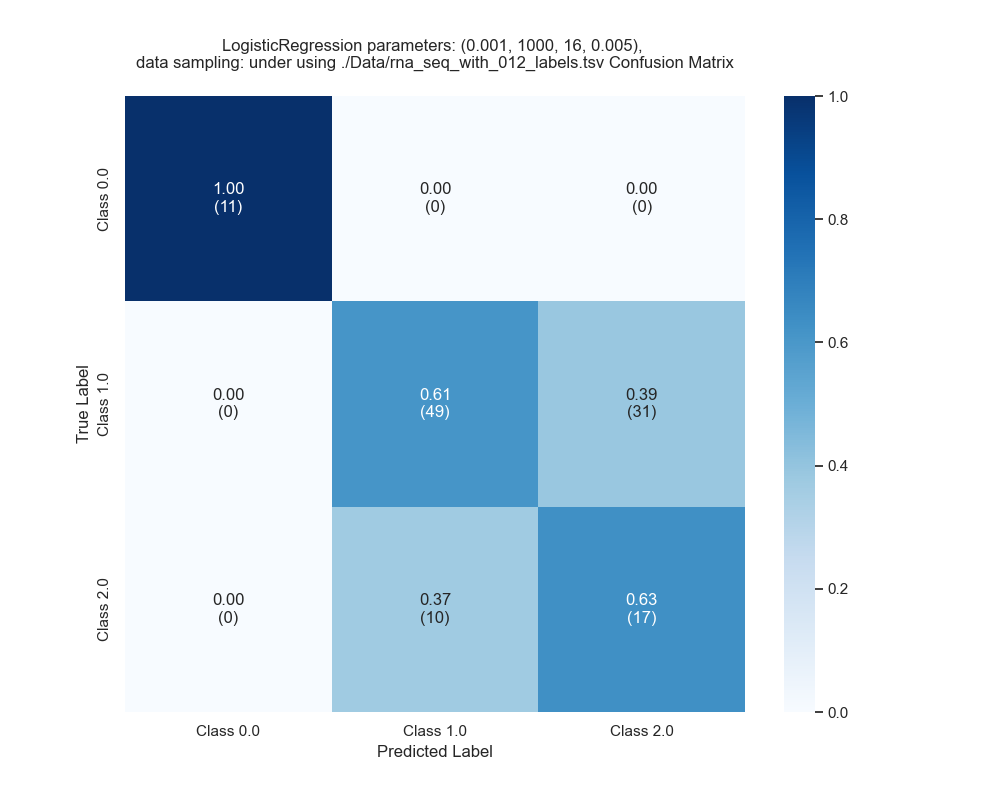 LogisticRegression parameters: (0.001, 1000, 16, 0.005),
data sampling: under using ./Data/rna_seq_with_012_labels.tsv Confusion Matrix
True Label
Class 0.0
1.00
(11)
0.00
(0)
0.00
(0)
Class 1.0
0.00
(0)
0.61
(49)
0.39
(31)
Class 2.0
0.00
(0)
0.37
(10)
0.63
(17)
Class 0.0
Class 1.0
Class 2.0
Predicted Label
1.0
0.8
0.6
0.4
0.2
0.0